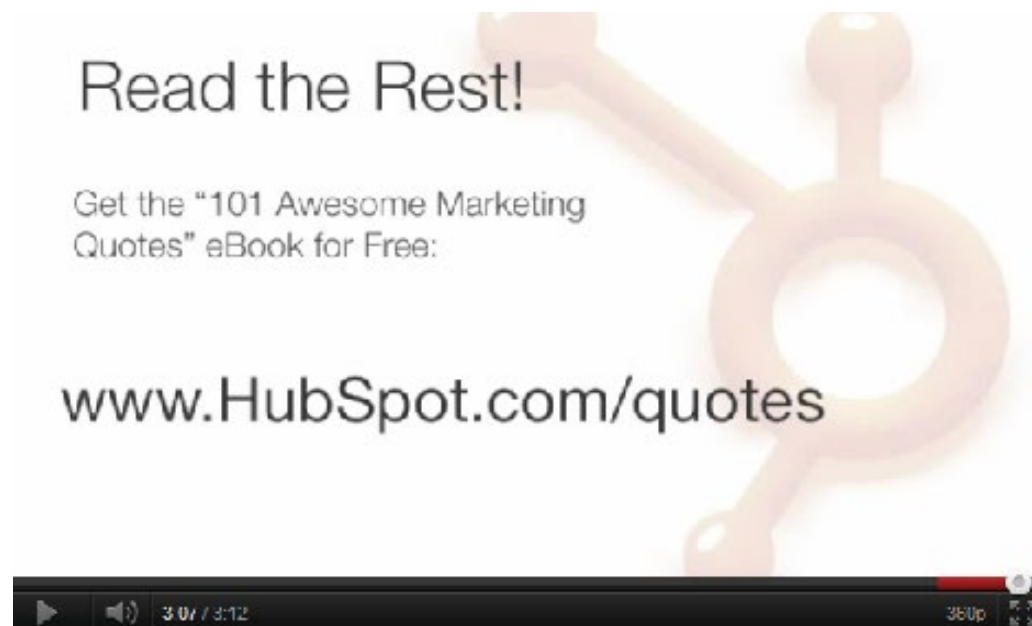 Read the Rest!
Get the “101 Awesome Marketing
Quotes” eBook for Free:
www.HubSpot.com/quotes
3:07 / 3:12
360p